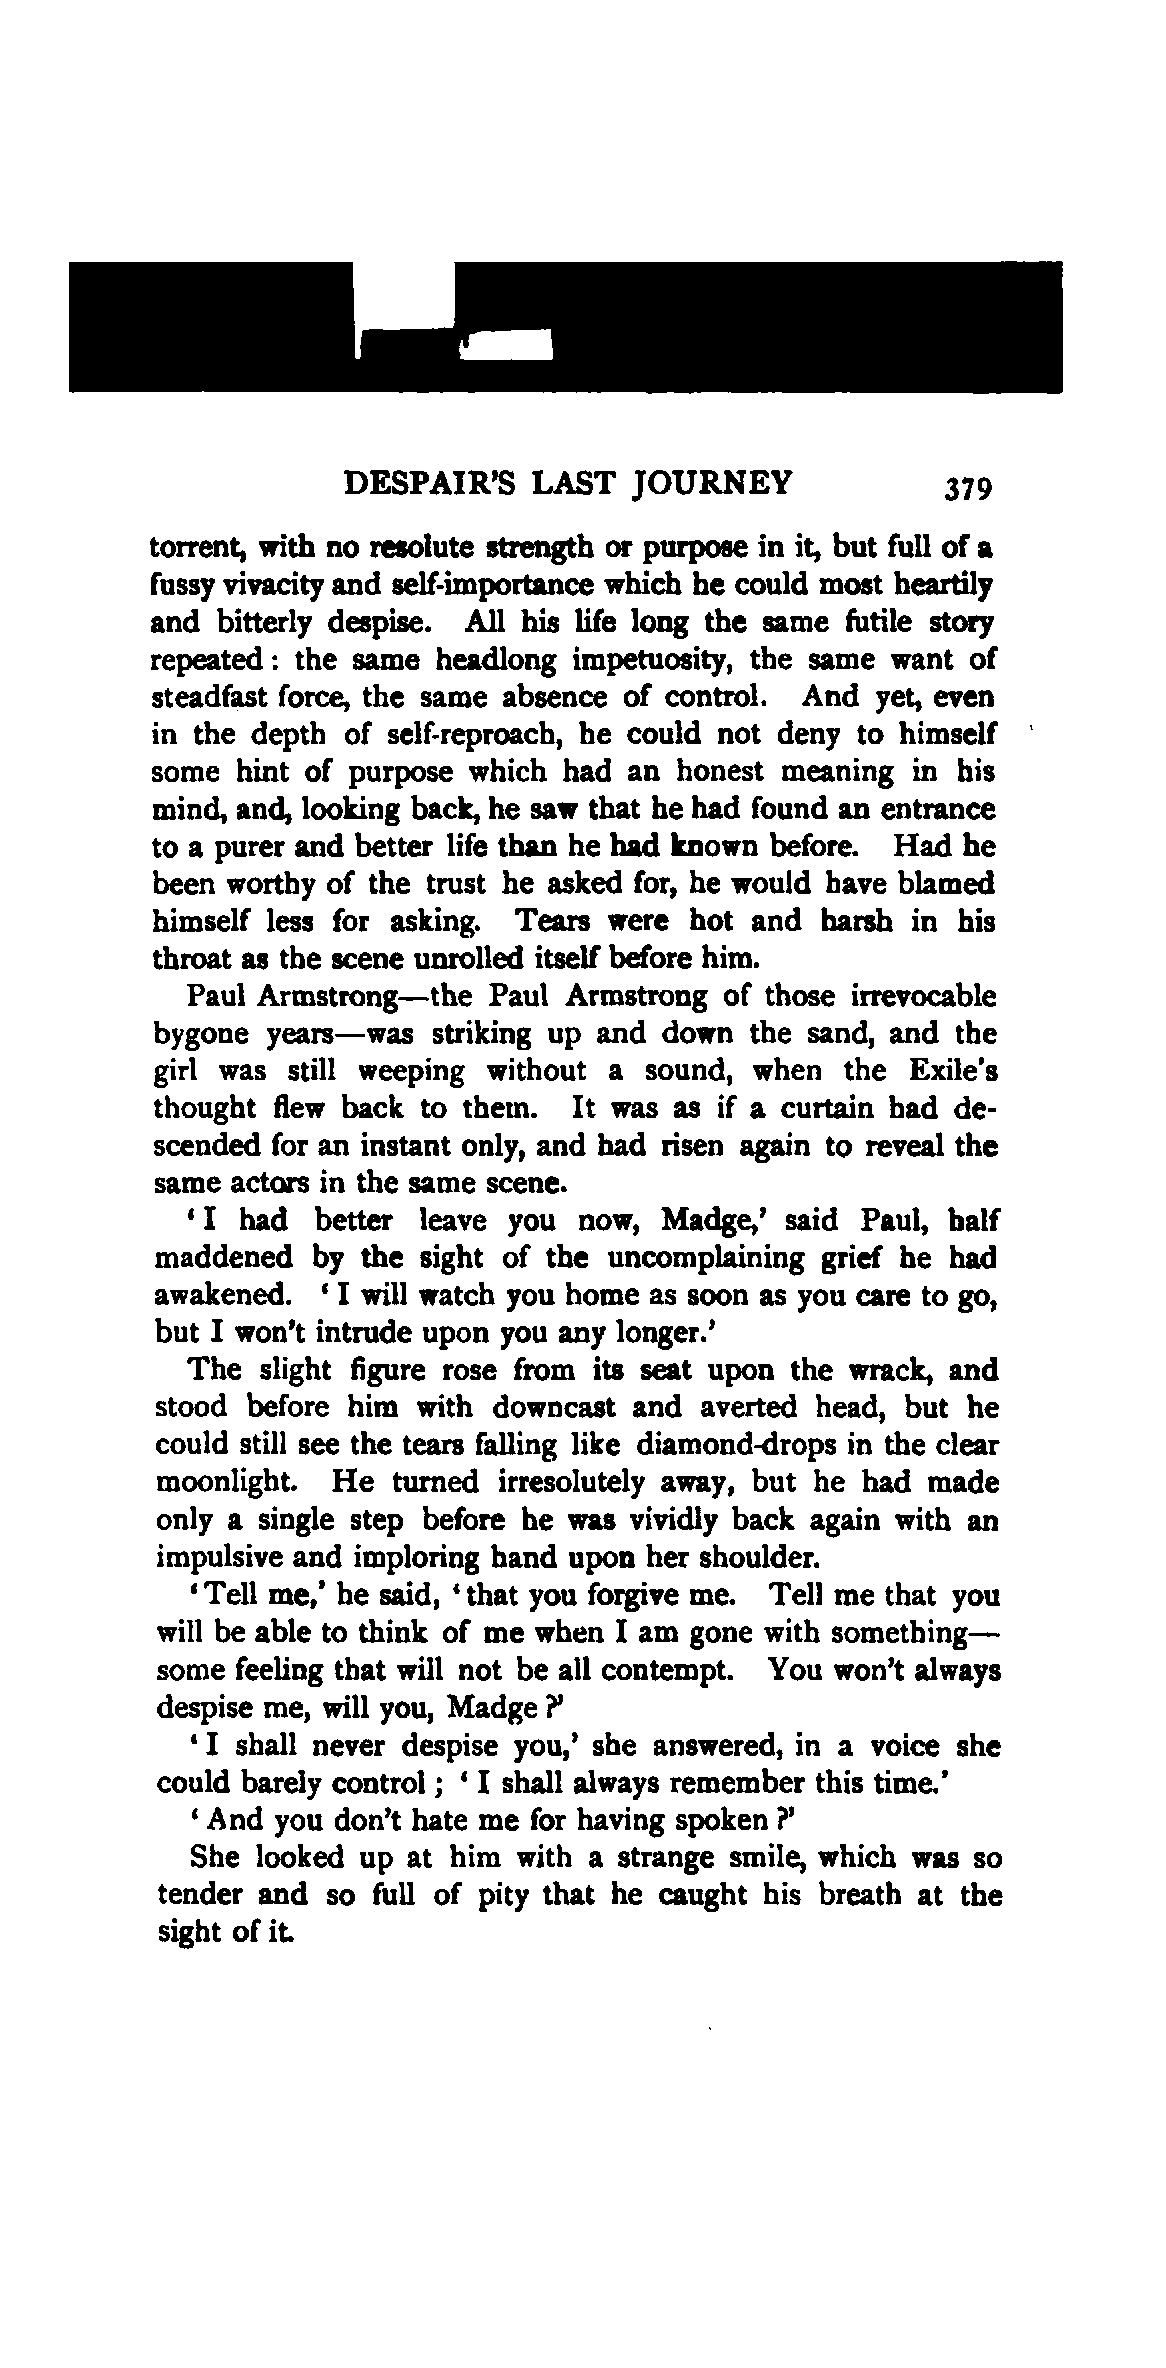 DESPAIR'S LAST JOURNEY 379
torrent, with no resolute strength or purpose in it, but full of a
fussy vivacity and self-importance which he could most heartily
and bitterly despise. All his life long the same futile story
repeated : the same headlong impetuosity, the same want of
steadfast force, the same absence of control. And yet, even
in the depth of self-reproach, he could not deny to himself
some hint of purpose which had an honest meaning in his
mind, and, looking back, he saw that he had found an entrance
to a purer and better life than he had known before. Had he
been worthy of the trust he asked for, he would have blamed
himself less for asking. Tears were hot and harsh in his
throat as the scene unrolled itself before him.
Paul Armstrong—the Paul Armstrong of those irrevocable
bygone years—was striking up and down the sand, and the
girl was still weeping without a sound, when the Exile's
thought flew back to them. It was as if a curtain had de-
scended for an instant only, and had risen again to reveal the
same actors in the same scene.
' I had better leave you now, Madge,' said Paul, half
maddened by the sight of the uncomplaining grief he had
awakened. ' I will watch you home as soon as you care to go,
but I won't intrude upon you any longer.'
The slight figure rose from its seat upon the wrack, and
stood before him with downcast and averted head, but he
could still see the tears falling like diamond-drops in the clear
moonlight. He turned irresolutely away, but he had made
only a single step before he was vividly back again with an
impulsive and imploring hand upon her shoulder.
' Tell me,' he said, ' that you forgive me. Tell me that you
will be able to think of me when I am gone with something—
some feeling that will not be all contempt. You won't always
despise me, will you, Madge ?'
' I shall never despise you,' she answered, in a voice she
could barely control ; ' I shall always remember this time.'
' And you don't hate me for having spoken ?'
She looked up at him with a strange smile, which was so
tender and so full of pity that he caught his breath at the
sight of it.